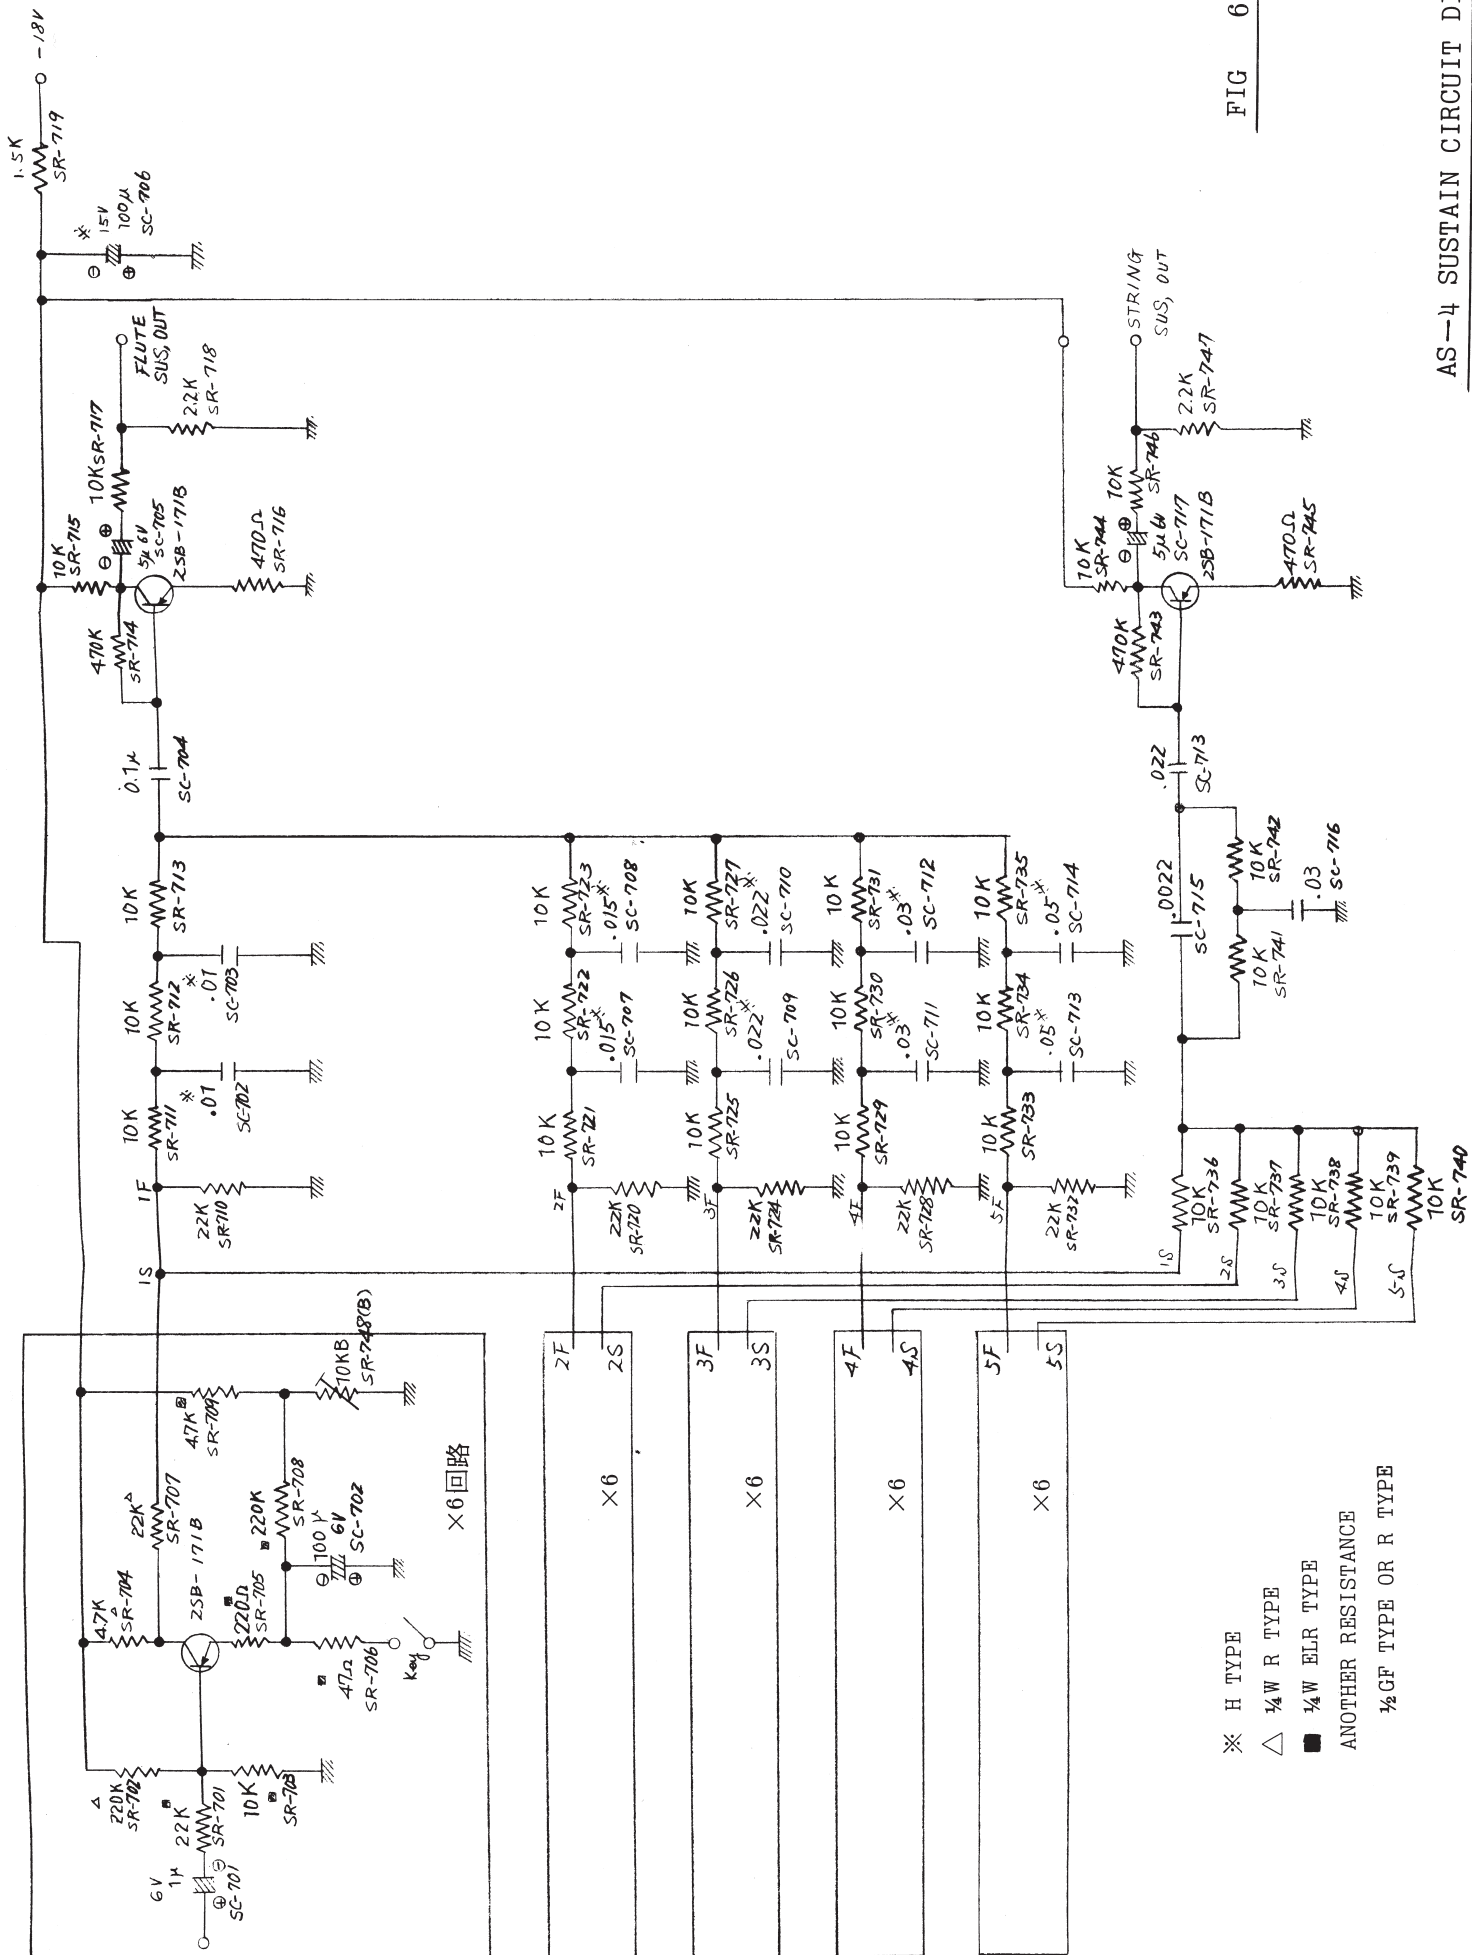 -18V
1.5K
SR-719
※
15V
100μ
SC-706
⊖
⊕
FLUTE
SUS, OUT
2.2K
SR-718
10K SR-717
10K
SR-715
⊖ ⊕
5μ 6V
SC-705
2SB-171B
470Ω
SR-716
470K
SR-714
0.1μ
SC-704
10K
SR-713
10K
SR-712
※
.01
SC-703
10K
SR-711
※
.01
SC-702
1F
22K
SR-710
1S
10K
SR-723
.015※
SC-708
10K
SR-722
.015※
SC-707
10K
SR-721
2F
22K
SR-720
10K
SR-727
.022※
SC-710
10K
SR-726
.022※
SC-709
10K
SR-725
3F
22K
SR-724
10K
SR-731
.03※
SC-712
10K
SR-730
.03※
SC-711
10K
SR-729
4F
22K
SR-728
10K
SR-735
.05※
SC-714
10K
SR-734
.05※
SC-713
10K
SR-733
5F
22K
SR-732
STRING
SUS, OUT
2.2K
SR-747
10K
SR-746
10K
SR-744
⊖ ⊕
5μ 6V
SC-717
2SB-171B
470Ω
SR-745
470K
SR-743
.022
SC-713
.0022
SC-715
10K
SR-742
10K
SR-741
.03
SC-716
10K
SR-736
10K
SR-737
10K
SR-738
10K
SR-739
10K
SR-740
1S
2S
3S
4S
5S
6V
1μ
⊕ ⊖
SC-701
22K
SR-701
220K
SR-702
10K
SR-703
4.7K
SR-704
2SB-171B
220Ω
SR-705
47Ω
SR-706
Key
22K
SR-707
220K
SR-708
100μ
6V
SC-702
⊖
⊕
47K
SR-709
10KB
SR-748(B)
×6回路
2F
2S
×6
3F
3S
×6
4F
4S
×6
5F
5S
×6
※ H TYPE
△ ¼W R TYPE
■ ¼W ELR TYPE
ANOTHER RESISTANCE
½GF TYPE OR R TYPE
FIG 6
AS-4 SUSTAIN CIRCUIT